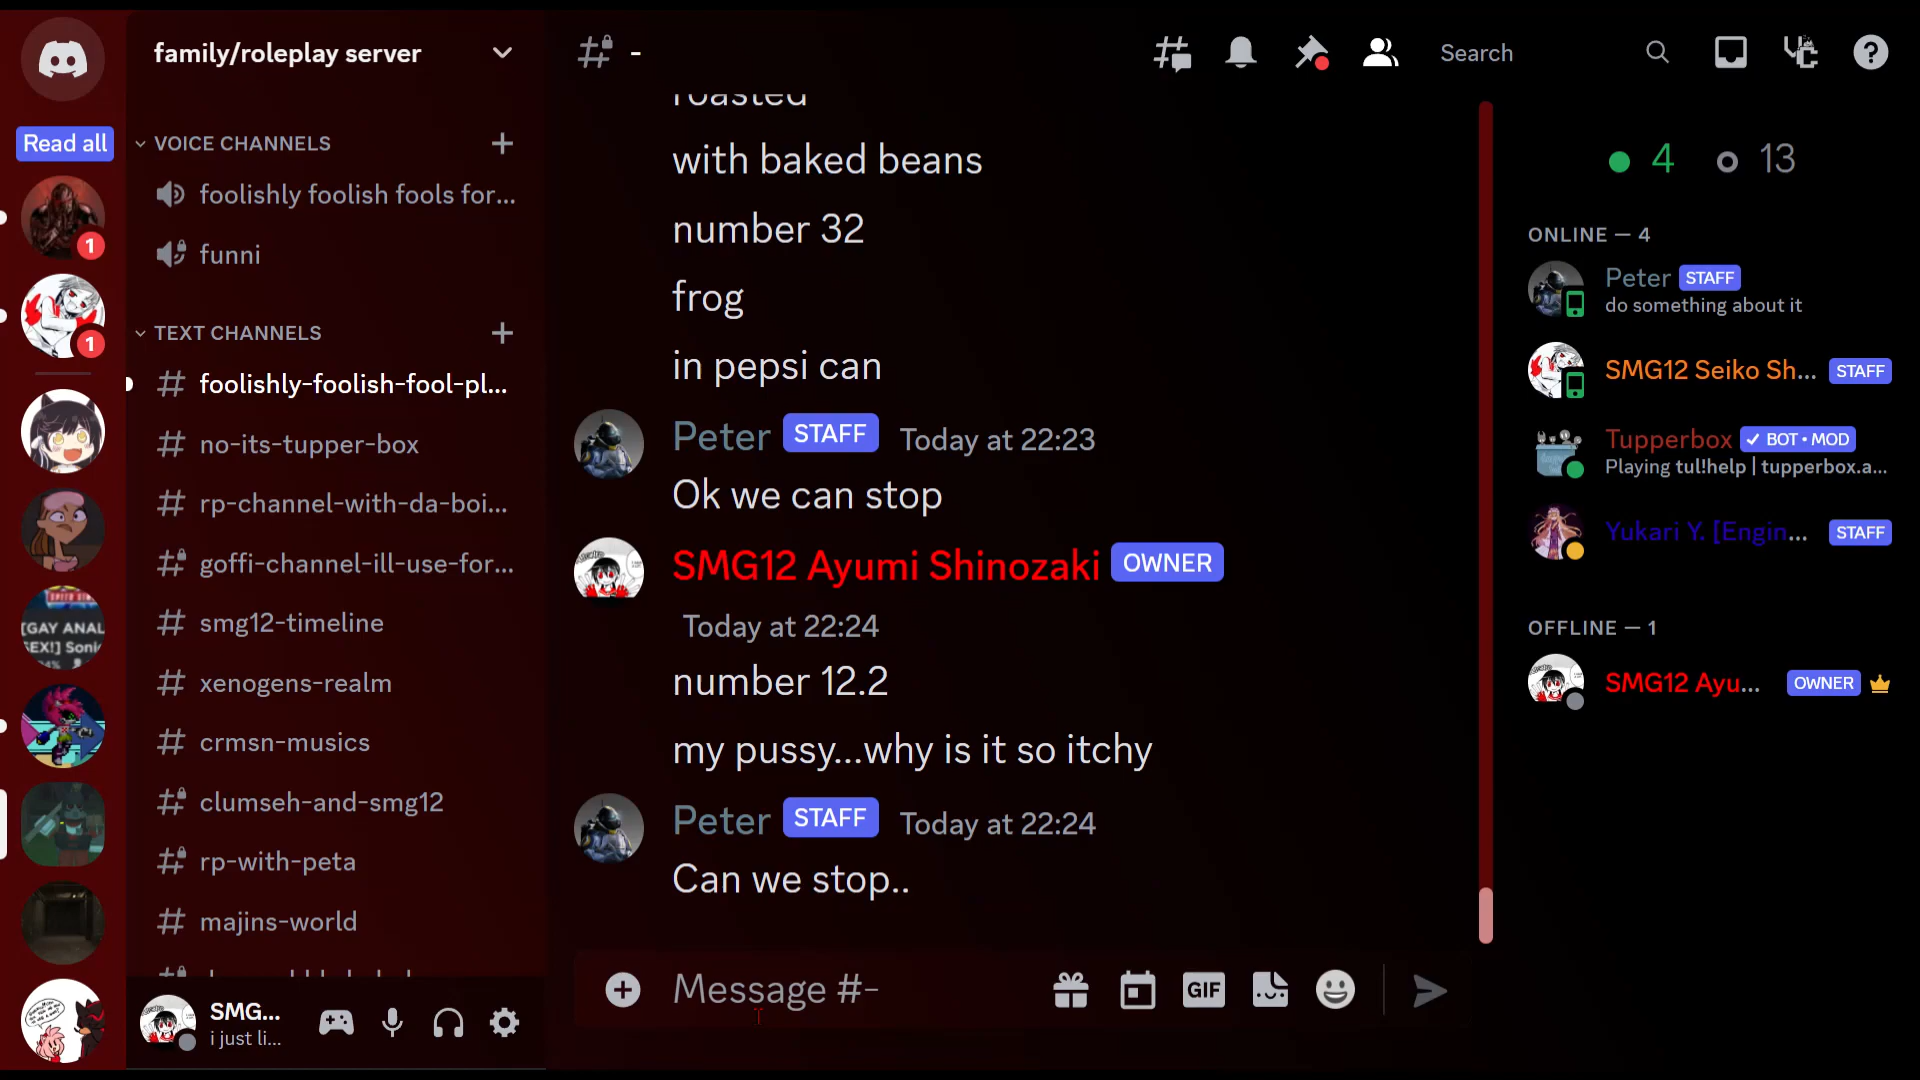 family/roleplay server
-
Search
Read all
VOICE CHANNELS
foolishly foolish fools for...
funni
TEXT CHANNELS
foolishly-foolish-fool-pl...
no-its-tupper-box
rp-channel-with-da-boi...
goffi-channel-ill-use-for...
smg12-timeline
xenogens-realm
crmsn-musics
clumseh-and-smg12
rp-with-peta
majins-world
1
1
[GAY ANAL
SEX!] Soni
SMG...
i just li...
roasted
with baked beans
number 32
frog
in pepsi can
Peter STAFF Today at 22:23
Ok we can stop
SMG12 Ayumi Shinozaki OWNER
Today at 22:24
number 12.2
my pussy...why is it so itchy
Peter STAFF Today at 22:24
Can we stop..
Message #-
GIF
4 13
ONLINE — 4
Peter STAFF
do something about it
SMG12 Seiko Sh... STAFF
Tupperbox ✓ BOT • MOD
Playing tul!help | tupperbox.a...
Yukari Y. [Engin... STAFF
OFFLINE — 1
SMG12 Ayu... OWNER